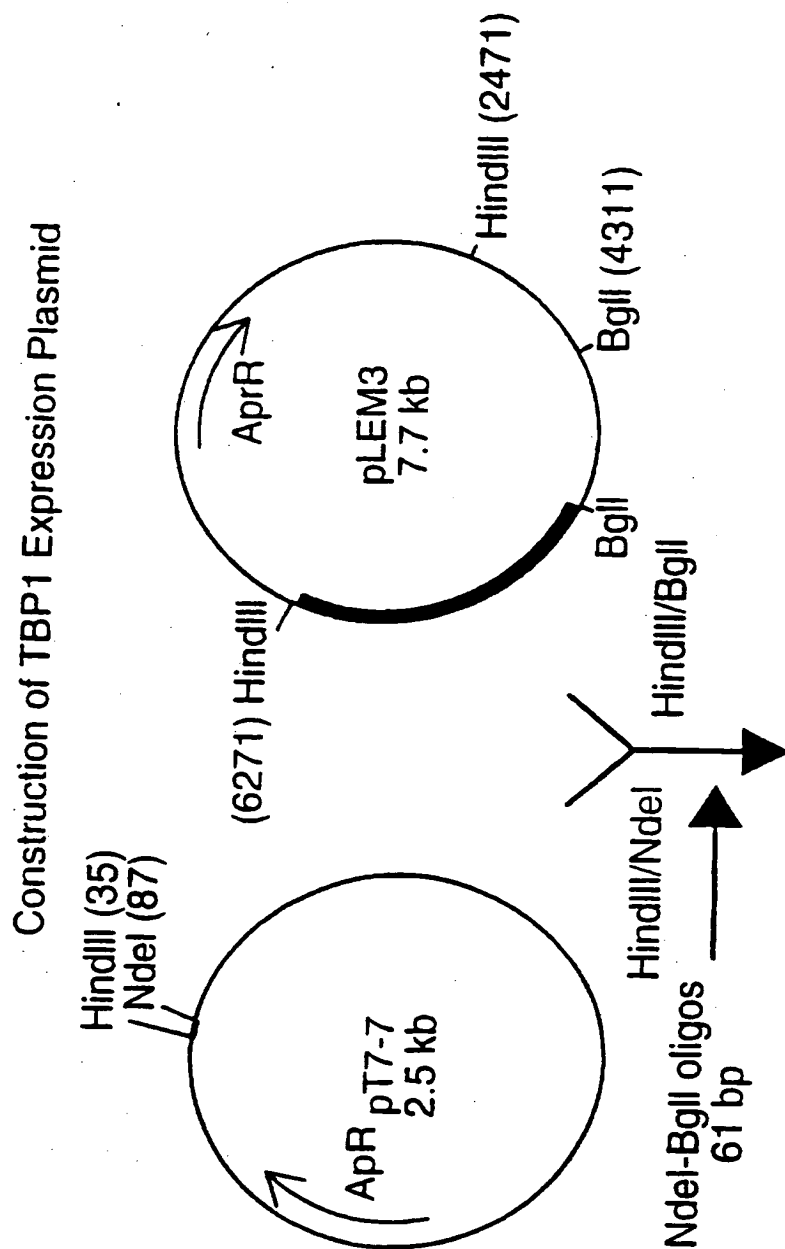 Construction of TBP1 Expression Plasmid
HindIII (35)
NdeI (87)
ApR
pT7-7
2.5 kb
AprR
pLEM3
7.7 kb
HindIII (2471)
BglI (4311)
BglI
(6271) HindIII
HindIII/NdeI
HindIII/BglI
NdeI-BglI oligos
61 bp